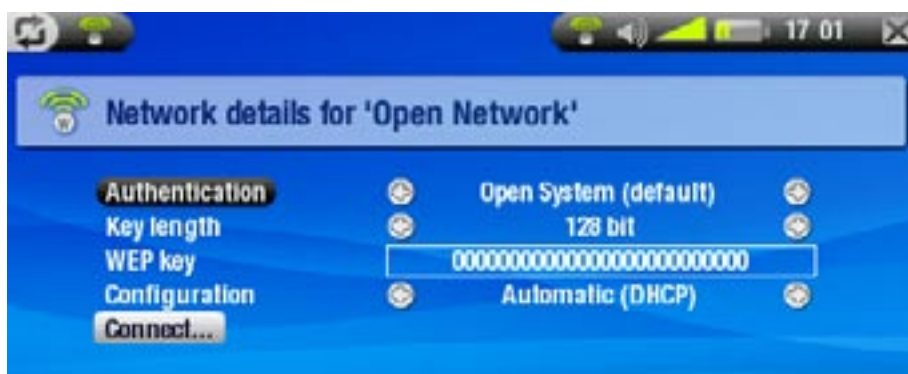 17 01
Network details for 'Open Network'
Authentication Open System (default)
Key length 128 bit
WEP key 00000000000000000000000000
Configuration Automatic (DHCP)
Connect...